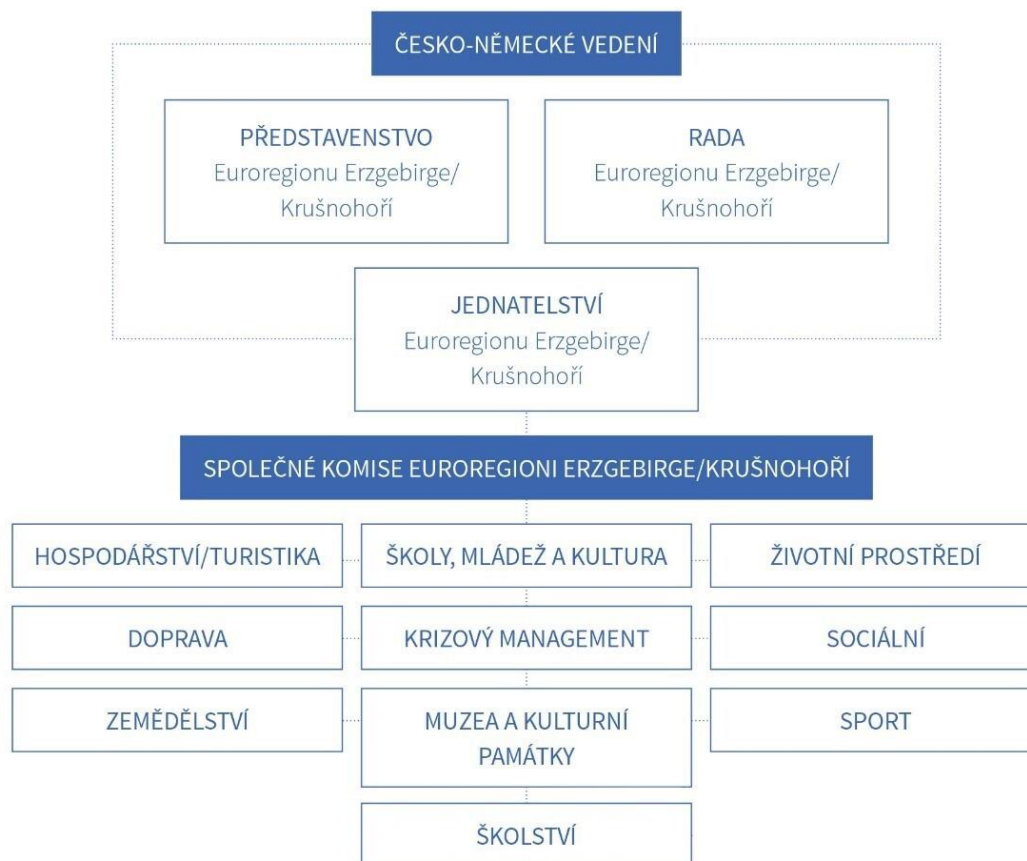 ČESKO-NĚMECKÉ VEDENÍ
PŘEDSTAVENSTVO
Euroregionu Erzgebirge/
Krušnohoří
RADA
Euroregionu Erzgebirge/
Krušnohoří
JEDNATELSTVÍ
Euroregionu Erzgebirge/
Krušnohoří
SPOLEČNÉ KOMISE EUROREGIONI ERZGEBIRGE/KRUŠNOHOŘÍ
HOSPODÁŘSTVÍ/TURISTIKA
ŠKOLY, MLÁDEŽ A KULTURA
ŽIVOTNÍ PROSTŘEDÍ
DOPRAVA
KRIZOVÝ MANAGEMENT
SOCIÁLNÍ
ZEMĚDĚLSTVÍ
MUZEA A KULTURNÍ
PAMÁTKY
SPORT
ŠKOLSTVÍ